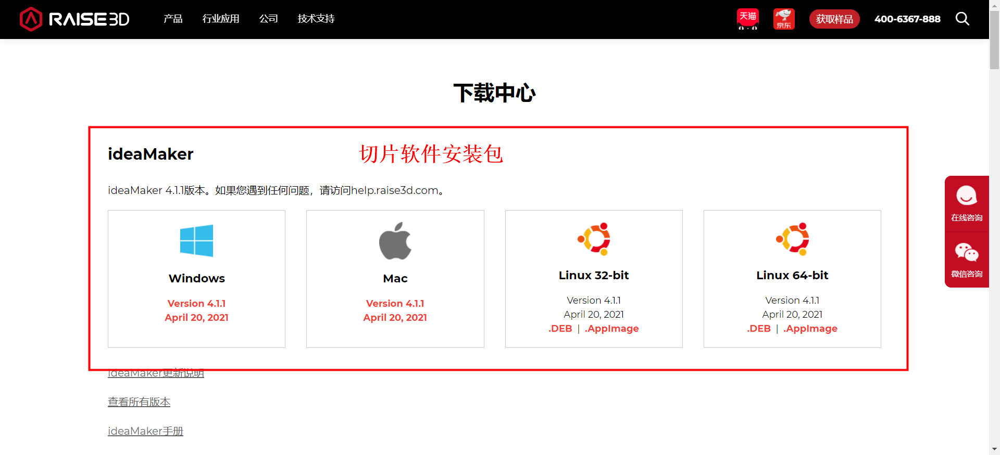 RAISE3D 产品 行业应用 公司 技术支持 天猫 京东 获取样品 400-6367-888
下载中心
ideaMaker 切片软件安装包
ideaMaker 4.1.1版本。如果您遇到任何问题，请访问help.raise3d.com。
Windows
Version 4.1.1
April 20, 2021
Mac
Version 4.1.1
April 20, 2021
Linux 32-bit
Version 4.1.1
April 20, 2021
.DEB | .AppImage
Linux 64-bit
Version 4.1.1
April 20, 2021
.DEB | .AppImage
在线咨询
微信咨询
ideaMaker更新说明
查看所有版本
ideaMaker手册